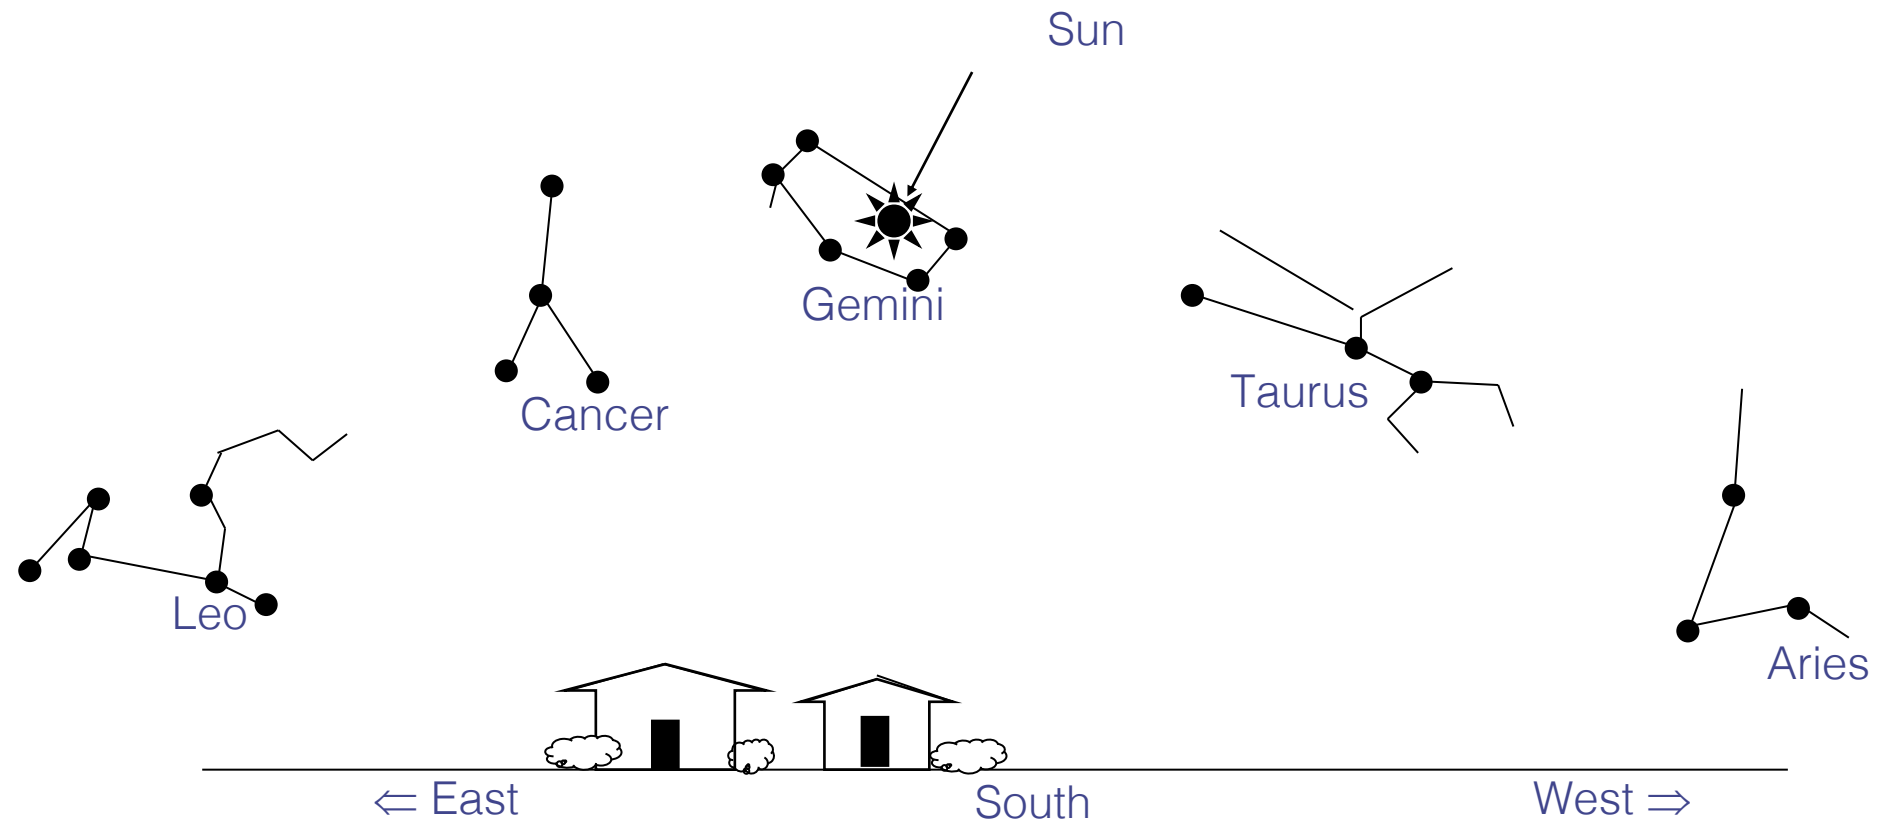 Sun
Gemini
Taurus
Cancer
Leo
Aries
⇐ East
South
West ⇒